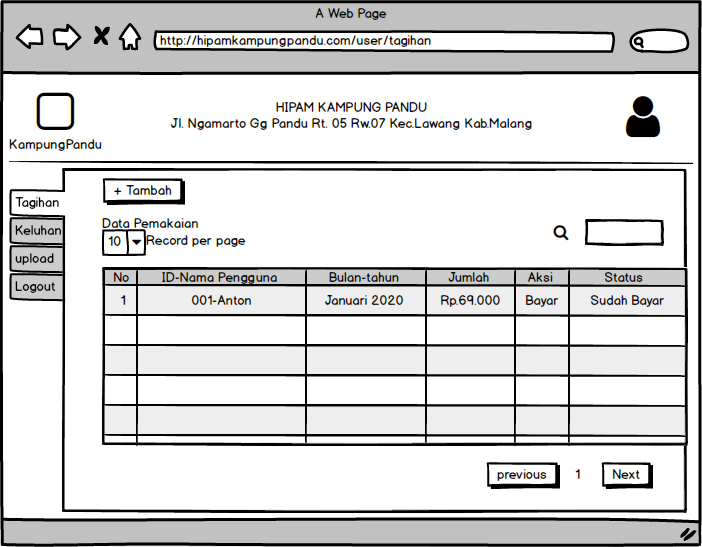 A Web Page
http://hipamkampungpandu.com/user/tagihan
HIPAM KAMPUNG PANDU
Jl. Ngamarto Gg Pandu Rt. 05 Rw.07 Kec.Lawang Kab.Malang
KampungPandu
Tagihan
Keluhan
upload
Logout
+ Tambah
Data Pemakaian
10 Record per page
No ID-Nama Pengguna Bulan-tahun Jumlah Aksi Status
1 001-Anton Januari 2020 Rp.69.000 Bayar Sudah Bayar
previous 1 Next